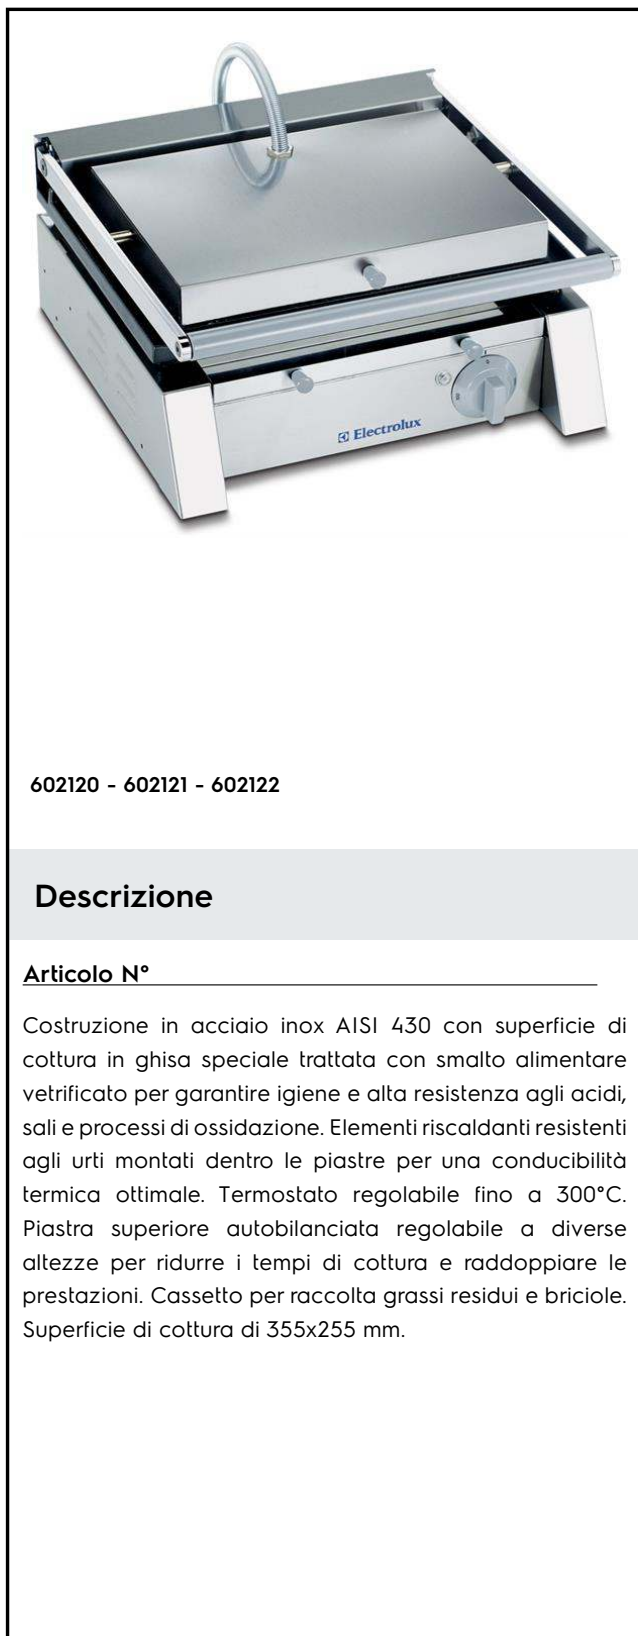 Electrolux
602120 - 602121 - 602122
Descrizione
Articolo N°
Costruzione in acciaio inox AISI 430 con superficie di
cottura in ghisa speciale trattata con smalto alimentare
vetrificato per garantire igiene e alta resistenza agli acidi,
sali e processi di ossidazione. Elementi riscaldanti resistenti
agli urti montati dentro le piastre per una conducibilità
termica ottimale. Termostato regolabile fino a 300°C.
Piastra superiore autobilanciata regolabile a diverse
altezze per ridurre i tempi di cottura e raddoppiare le
prestazioni. Cassetto per raccolta grassi residui e briciole.
Superficie di cottura di 355x255 mm.